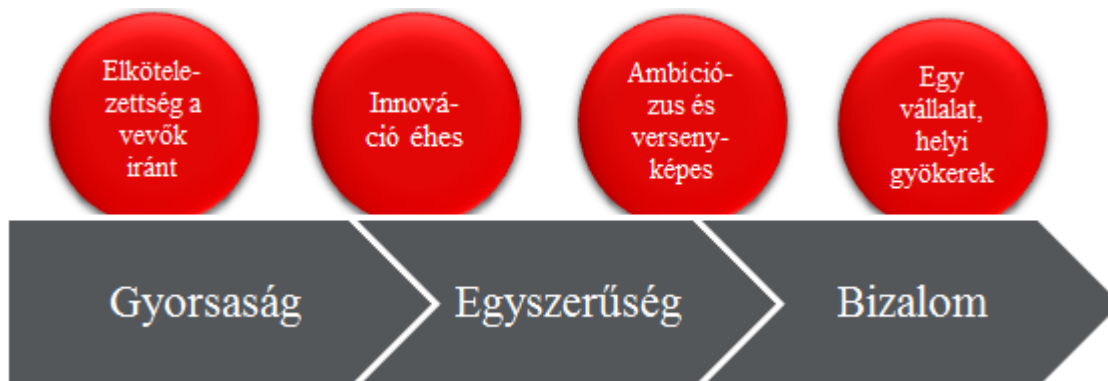 Elkötele-
zettség a
vevők
iránt
Innová-
ció éhes
Ambíció-
zus és
verseny-
képes
Egy
vállalat,
helyi
gyökerek
Gyorsaság
Egyszerűség
Bizalom